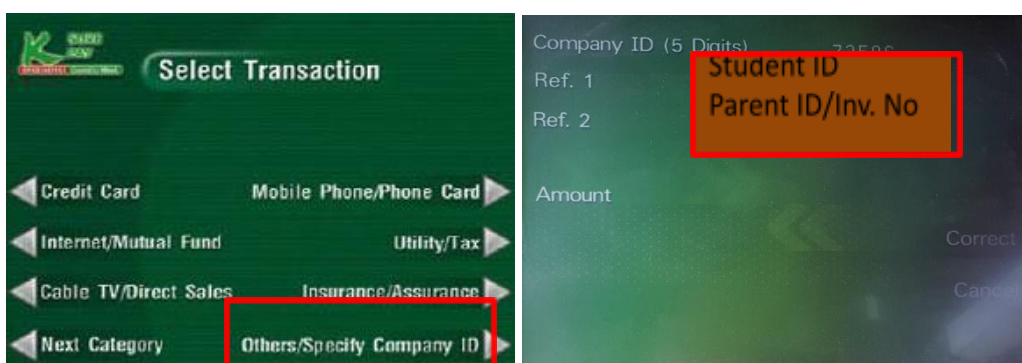 Select Transaction
Credit Card
Mobile Phone/Phone Card
Internet/Mutual Fund
Utility/Tax
Cable TV/Direct Sales
Insurance/Assurance
Next Category
Others/Specify Company ID
Company ID (5 Digits)
Student ID
Ref. 1
Parent ID/Inv. No
Ref. 2
Amount
Correct
Cancel